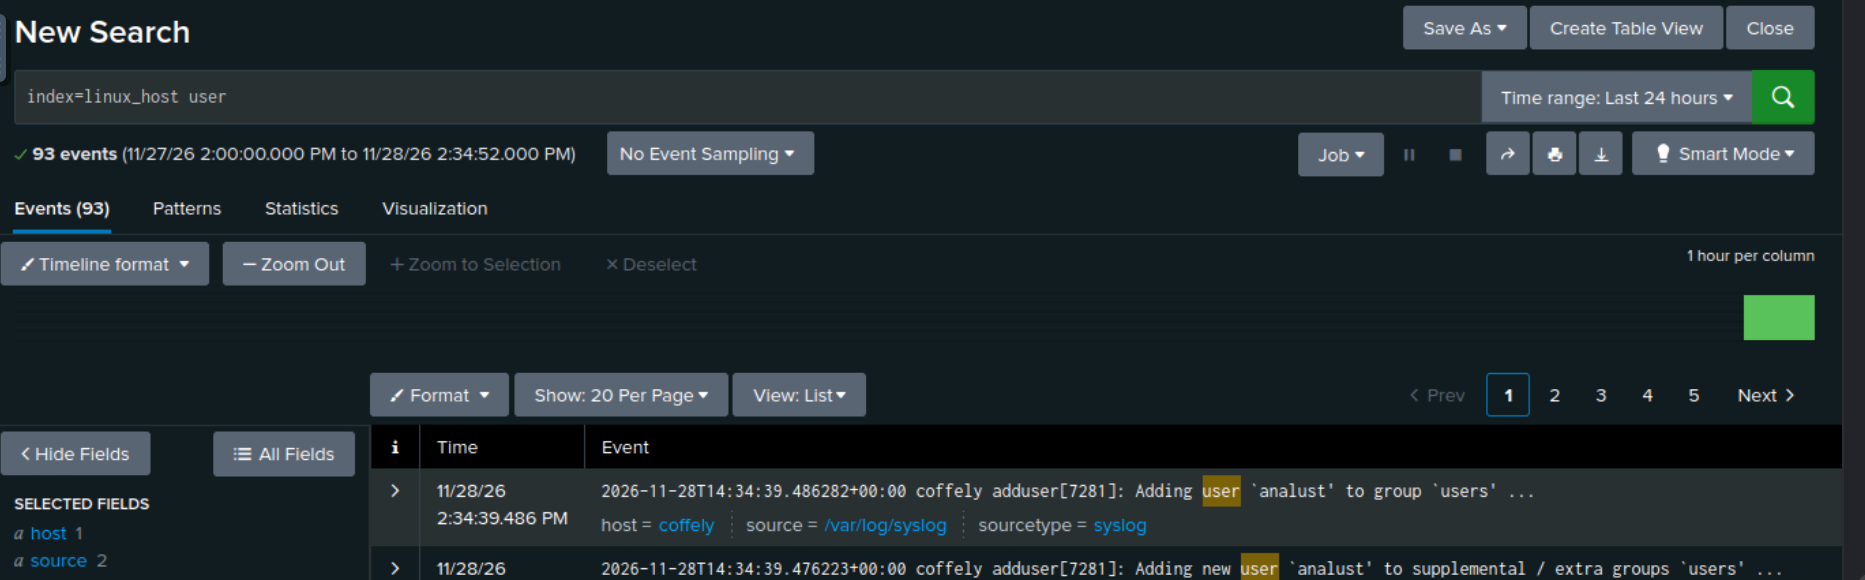 New Search
Save As Create Table View Close
index=linux_host user
Time range: Last 24 hours
93 events (11/27/26 2:00:00.000 PM to 11/28/26 2:34:52.000 PM)
No Event Sampling
Job
Smart Mode
Events (93) Patterns Statistics Visualization
Timeline format
— Zoom Out
+ Zoom to Selection
× Deselect
1 hour per column
Format
Show: 20 Per Page
View: List
< Prev 1 2 3 4 5 Next >
< Hide Fields
All Fields
i Time Event
SELECTED FIELDS
a host 1
a source 2
> 11/28/26
2:34:39.486 PM
2026-11-28T14:34:39.486282+00:00 coffely adduser[7281]: Adding user `analust' to group `users' ...
host = coffely source = /var/log/syslog sourcetype = syslog
> 11/28/26
2026-11-28T14:34:39.476223+00:00 coffely adduser[7281]: Adding new user `analust' to supplemental / extra groups `users' ...